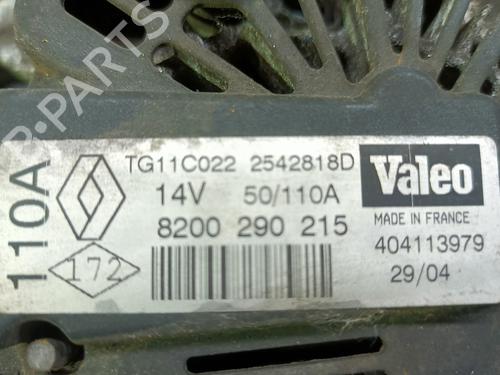 TG11C022 2542818D
14V 50/110A
8200 290 215
110A
172
Valeo
MADE IN FRANCE
404113979
29/04
B-PARTS